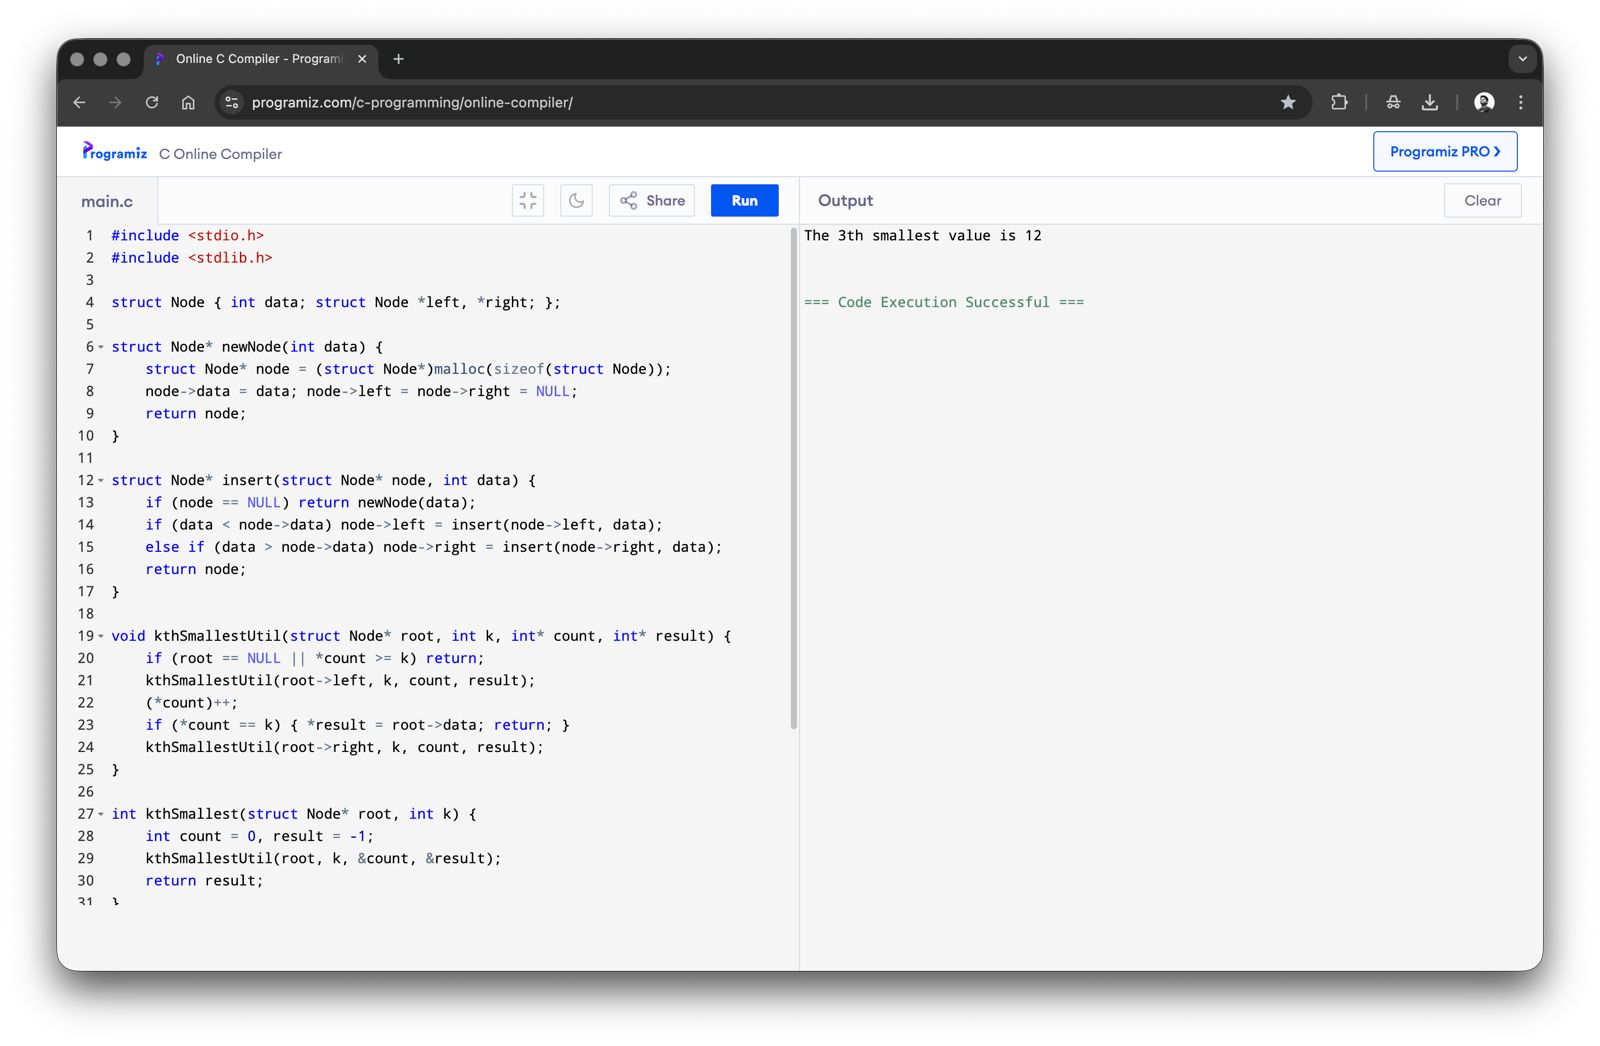 Online C Compiler - Programi
programiz.com/c-programming/online-compiler/
Programiz C Online Compiler
Programiz PRO
main.c
Share
Run
Output
Clear
1 #include <stdio.h>
2 #include <stdlib.h>
3
4 struct Node { int data; struct Node *left, *right; };
5
6 struct Node* newNode(int data) {
7     struct Node* node = (struct Node*)malloc(sizeof(struct Node));
8     node->data = data; node->left = node->right = NULL;
9     return node;
10 }
11
12 struct Node* insert(struct Node* node, int data) {
13     if (node == NULL) return newNode(data);
14     if (data < node->data) node->left = insert(node->left, data);
15     else if (data > node->data) node->right = insert(node->right, data);
16     return node;
17 }
18
19 void kthSmallestUtil(struct Node* root, int k, int* count, int* result) {
20     if (root == NULL || *count >= k) return;
21     kthSmallestUtil(root->left, k, count, result);
22     (*count)++;
23     if (*count == k) { *result = root->data; return; }
24     kthSmallestUtil(root->right, k, count, result);
25 }
26
27 int kthSmallest(struct Node* root, int k) {
28     int count = 0, result = -1;
29     kthSmallestUtil(root, k, &count, &result);
30     return result;
31 }
The 3th smallest value is 12
=== Code Execution Successful ===